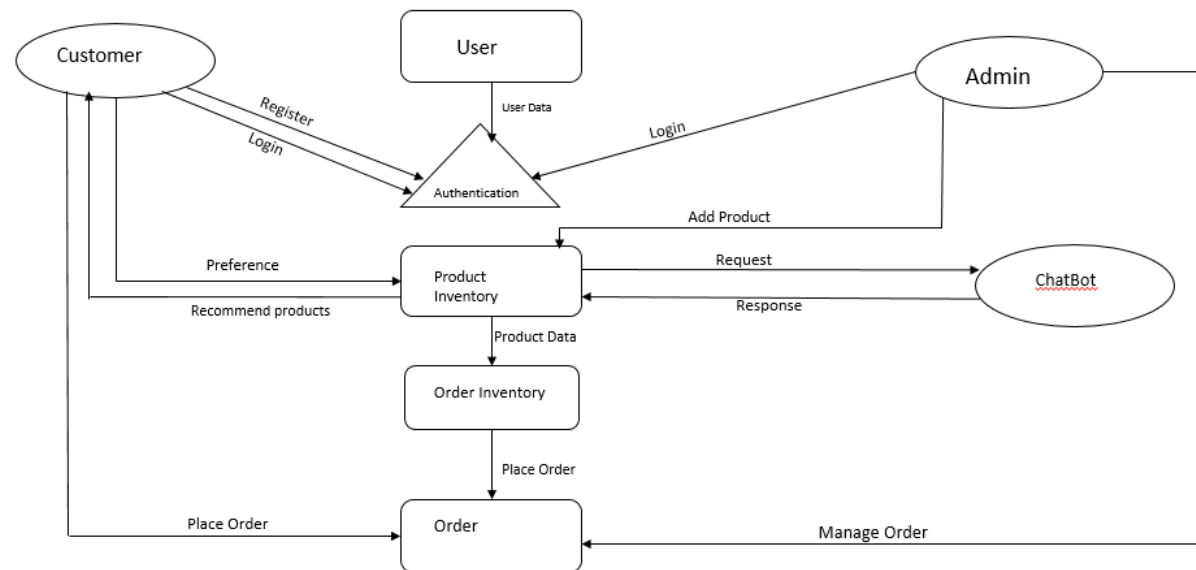 Customer
User
Admin
Register
User Data
Login
Login
Authentication
Add Product
Preference
Request
Product
Inventory
ChatBot
Recommend products
Response
Product Data
Order Inventory
Place Order
Place Order
Order
Manage Order